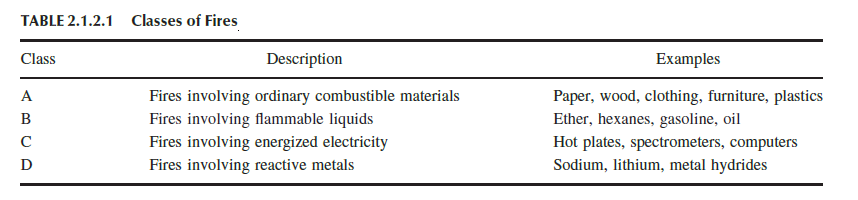 TABLE 2.1.2.1 Classes of Fires
Class Description Examples
A Fires involving ordinary combustible materials Paper, wood, clothing, furniture, plastics
B Fires involving flammable liquids Ether, hexanes, gasoline, oil
C Fires involving energized electricity Hot plates, spectrometers, computers
D Fires involving reactive metals Sodium, lithium, metal hydrides